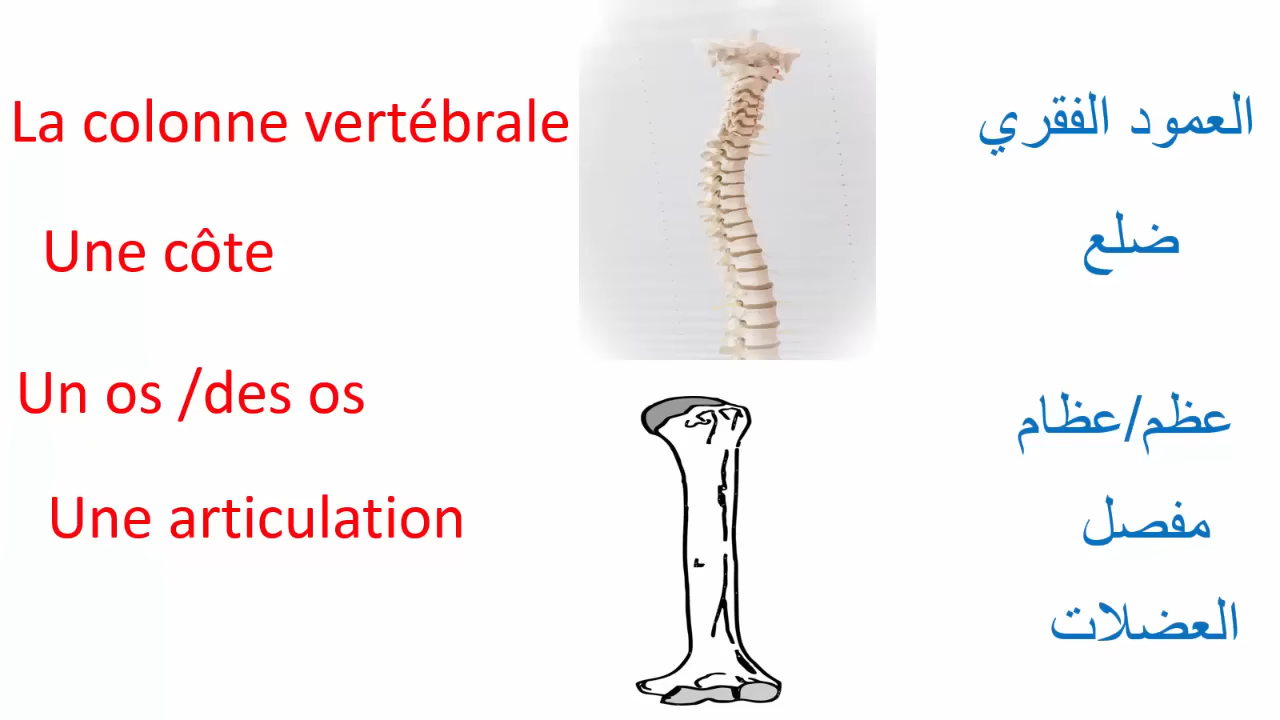 La colonne vertébrale
العمود الفقري
Une côte
ضلع
Un os /des os
عظم/عظام
Une articulation
مفصل
العضلات